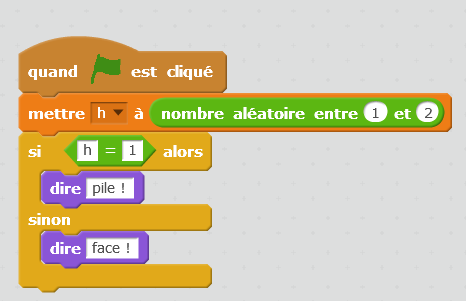 quand est cliqué
mettre h à nombre aléatoire entre 1 et 2
si h = 1 alors
dire pile !
sinon
dire face !